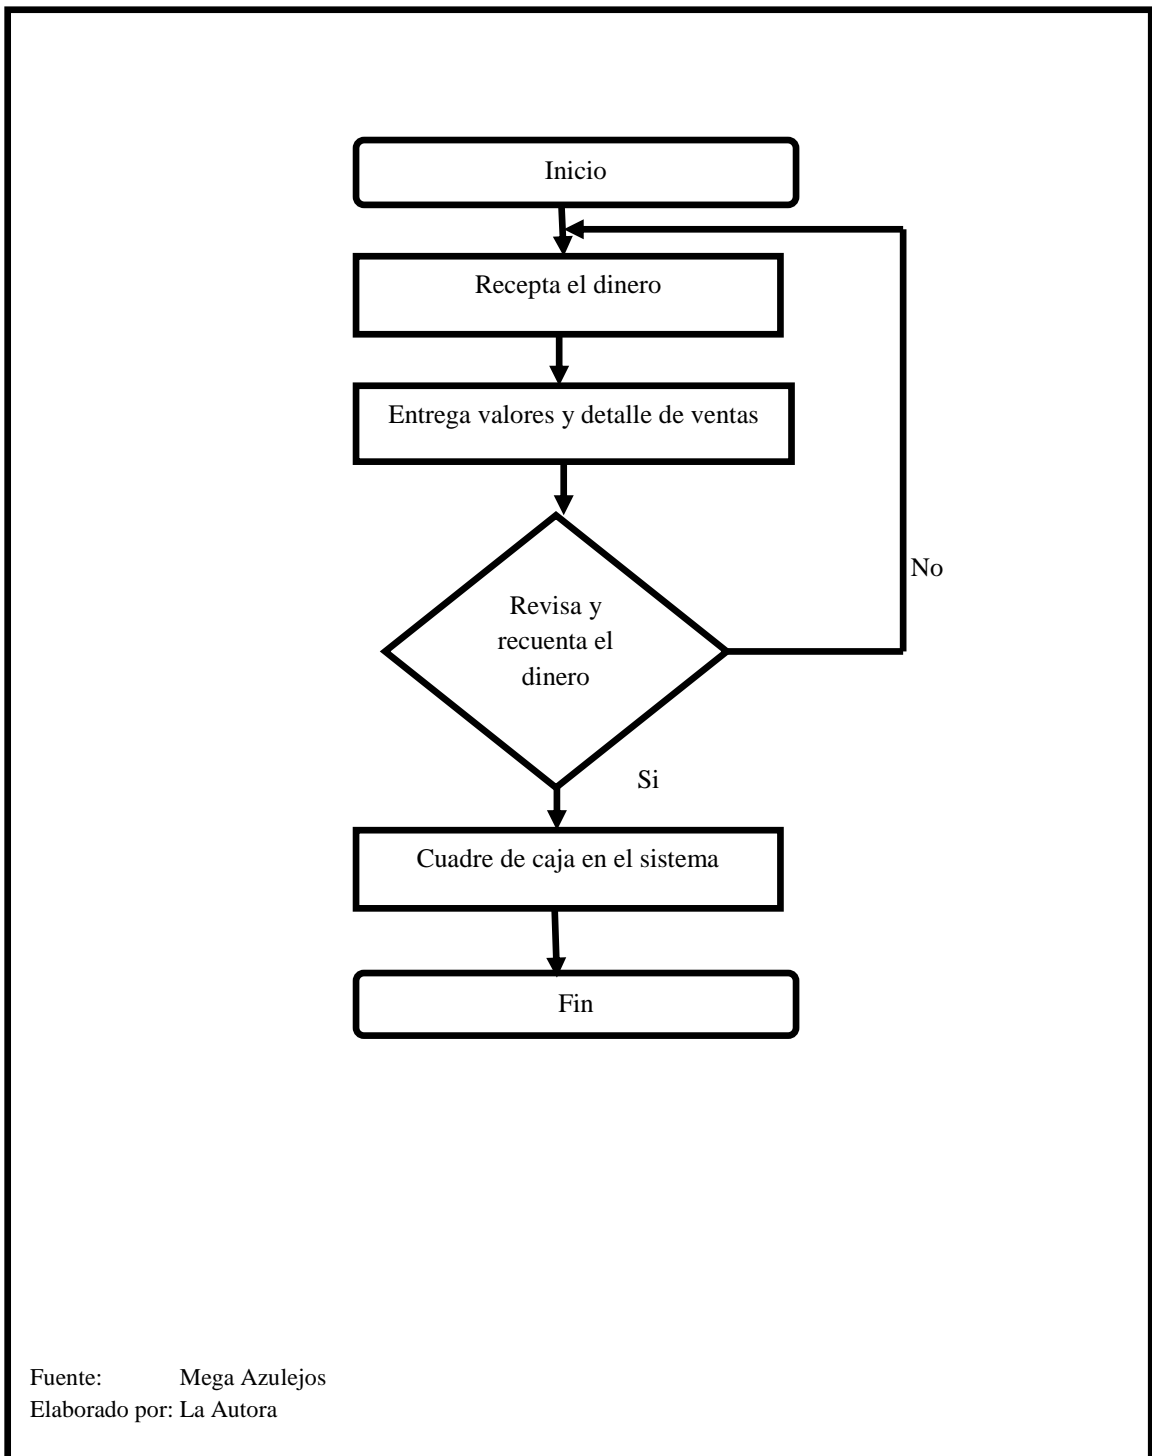 Inicio
Recepta el dinero
Entrega valores y detalle de ventas
No
Revisa y
recuenta el
dinero
Si
Cuadre de caja en el sistema
Fin
Fuente: Mega Azulejos
Elaborado por: La Autora